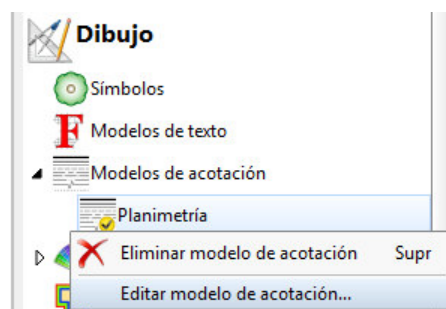 Dibujo
Símbolos
Modelos de texto
Modelos de acotación
Planimetría
Eliminar modelo de acotación Supr
Editar modelo de acotación...